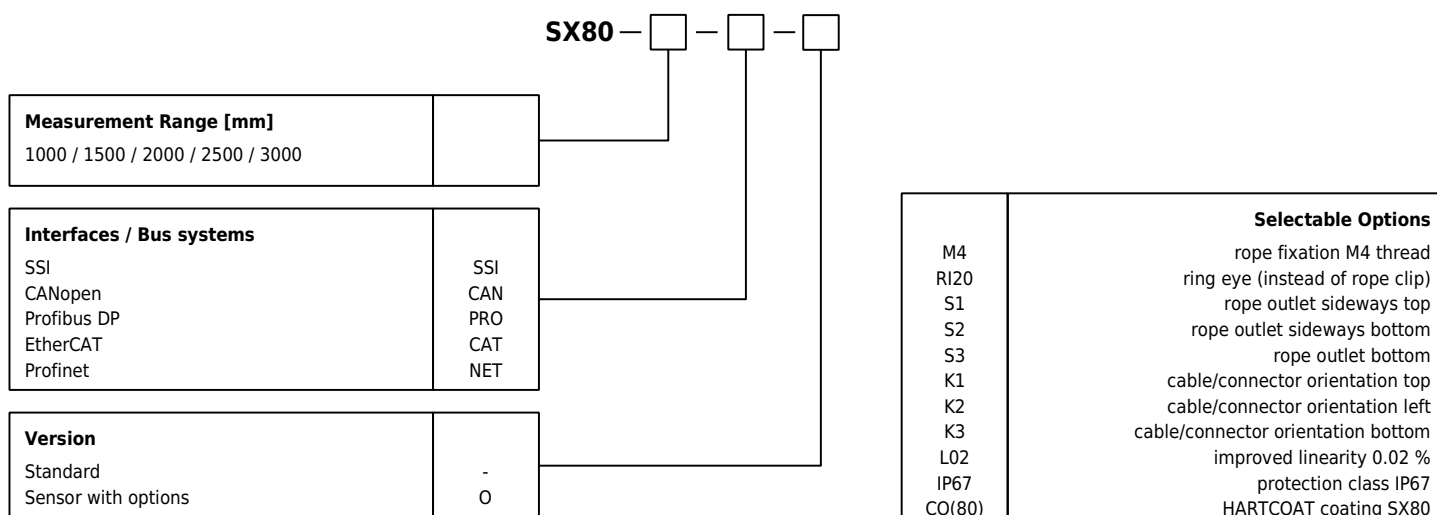 SX80 — □ — □ — □
Measurement Range [mm]
1000 / 1500 / 2000 / 2500 / 3000
Interfaces / Bus systems
SSI SSI
CANopen CAN
Profibus DP PRO
EtherCAT CAT
Profinet NET
Version
Standard -
Sensor with options O
Selectable Options
M4 rope fixation M4 thread
RI20 ring eye (instead of rope clip)
S1 rope outlet sideways top
S2 rope outlet sideways bottom
S3 rope outlet bottom
K1 cable/connector orientation top
K2 cable/connector orientation left
K3 cable/connector orientation bottom
L02 improved linearity 0.02 %
IP67 protection class IP67
CO(80) HARTCOAT coating SX80